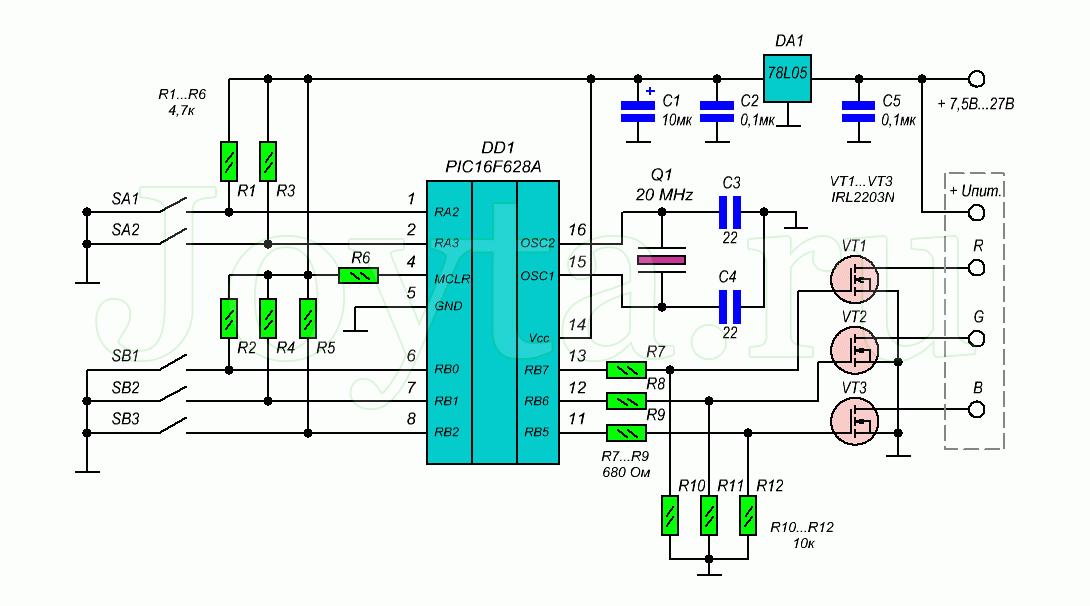 DA1
78L05
R1...R6
4,7к
+
C1
10мк
C2
0,1мк
C5
0,1мк
+ 7,5В...27В
DD1
PIC16F628A
R1
R3
Q1
20 MHz
C3
22
VT1...VT3
IRL2203N
+ Uпит.
SA1
1
RA2
SA2
2
RA3
16
OSC2
R6
4
MCLR
15
OSC1
C4
22
5
GND
R2
R4
R5
14
Vcc
VT1
R
VT2
G
VT3
B
SB1
6
RB0
13
RB7
R7
SB2
7
RB1
12
RB6
R8
SB3
8
RB2
11
RB5
R9
R7...R9
680 Ом
R10
R11
R12
R10...R12
10к
Joyta.ru